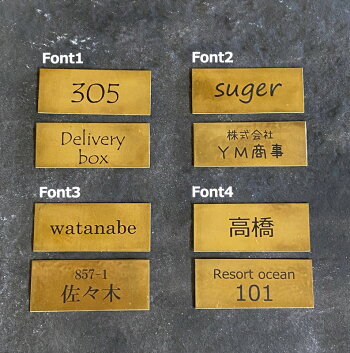 Font1
305
Delivery
box
Font2
suger
株式会社
YM商事
Font3
watanabe
857-1
佐々木
Font4
高橋
Resort ocean
101